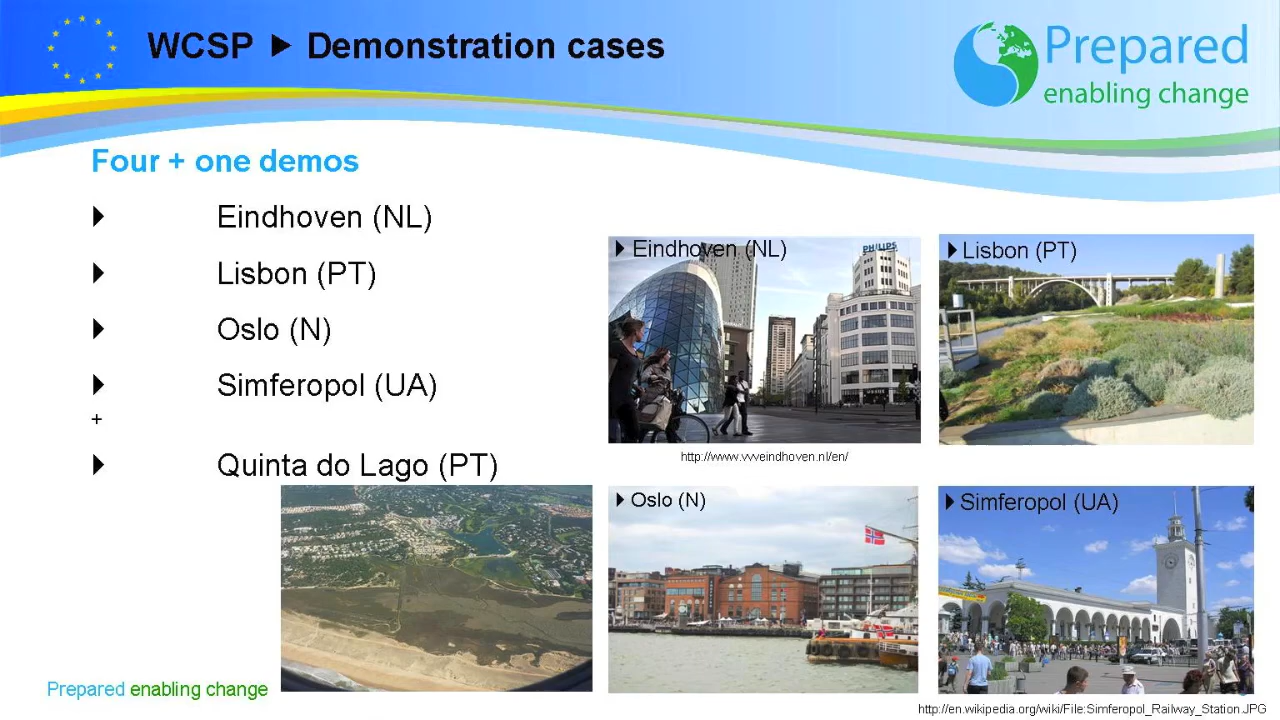 WCSP ▶ Demonstration cases
Prepared
enabling change
Four + one demos
Eindhoven (NL)
Lisbon (PT)
Oslo (N)
Simferopol (UA)
+
Quinta do Lago (PT)
Eindhoven (NL)
PHILIPS
http://www.vvveindhoven.nl/en/
Lisbon (PT)
Oslo (N)
Simferopol (UA)
http://en.wikipedia.org/wiki/File:Simferopol_Railway_Station.JPG
Prepared enabling change